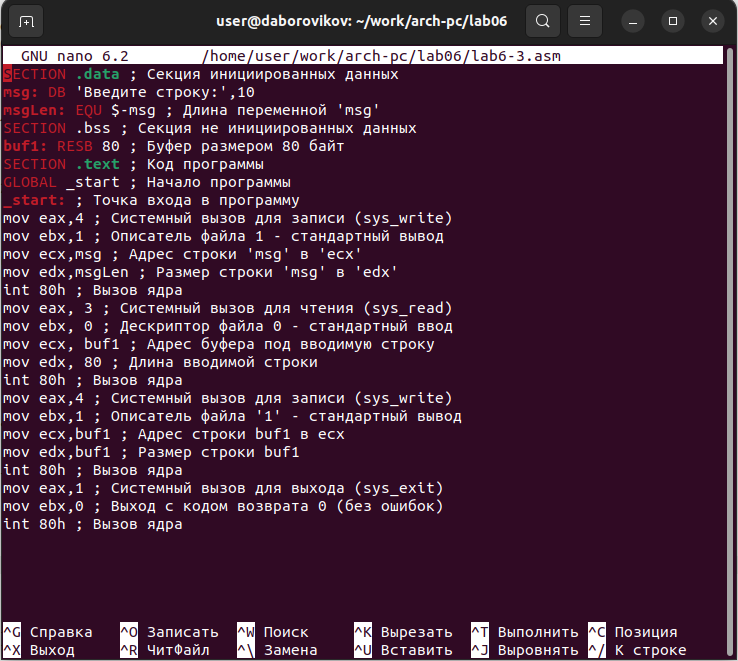 user@daborovikov: ~/work/arch-pc/lab06
GNU nano 6.2 /home/user/work/arch-pc/lab06/lab6-3.asm
SECTION .data ; Секция инициированных данных
msg: DB 'Введите строку:',10
msgLen: EQU $-msg ; Длина переменной 'msg'
SECTION .bss ; Секция не инициированных данных
buf1: RESB 80 ; Буфер размером 80 байт
SECTION .text ; Код программы
GLOBAL _start ; Начало программы
_start: ; Точка входа в программу
mov eax,4 ; Системный вызов для записи (sys_write)
mov ebx,1 ; Описатель файла 1 - стандартный вывод
mov ecx,msg ; Адрес строки 'msg' в 'ecx'
mov edx,msgLen ; Размер строки 'msg' в 'edx'
int 80h ; Вызов ядра
mov eax, 3 ; Системный вызов для чтения (sys_read)
mov ebx, 0 ; Дескриптор файла 0 - стандартный ввод
mov ecx, buf1 ; Адрес буфера под вводимую строку
mov edx, 80 ; Длина вводимой строки
int 80h ; Вызов ядра
mov eax,4 ; Системный вызов для записи (sys_write)
mov ebx,1 ; Описатель файла '1' - стандартный вывод
mov ecx,buf1 ; Адрес строки buf1 в ecx
mov edx,buf1 ; Размер строки buf1
int 80h ; Вызов ядра
mov eax,1 ; Системный вызов для выхода (sys_exit)
mov ebx,0 ; Выход с кодом возврата 0 (без ошибок)
int 80h ; Вызов ядра
^G Справка ^O Записать ^W Поиск ^K Вырезать ^T Выполнить ^C Позиция
^X Выход ^R ЧитФайл ^\ Замена ^U Вставить ^J Выровнять ^/ К строке